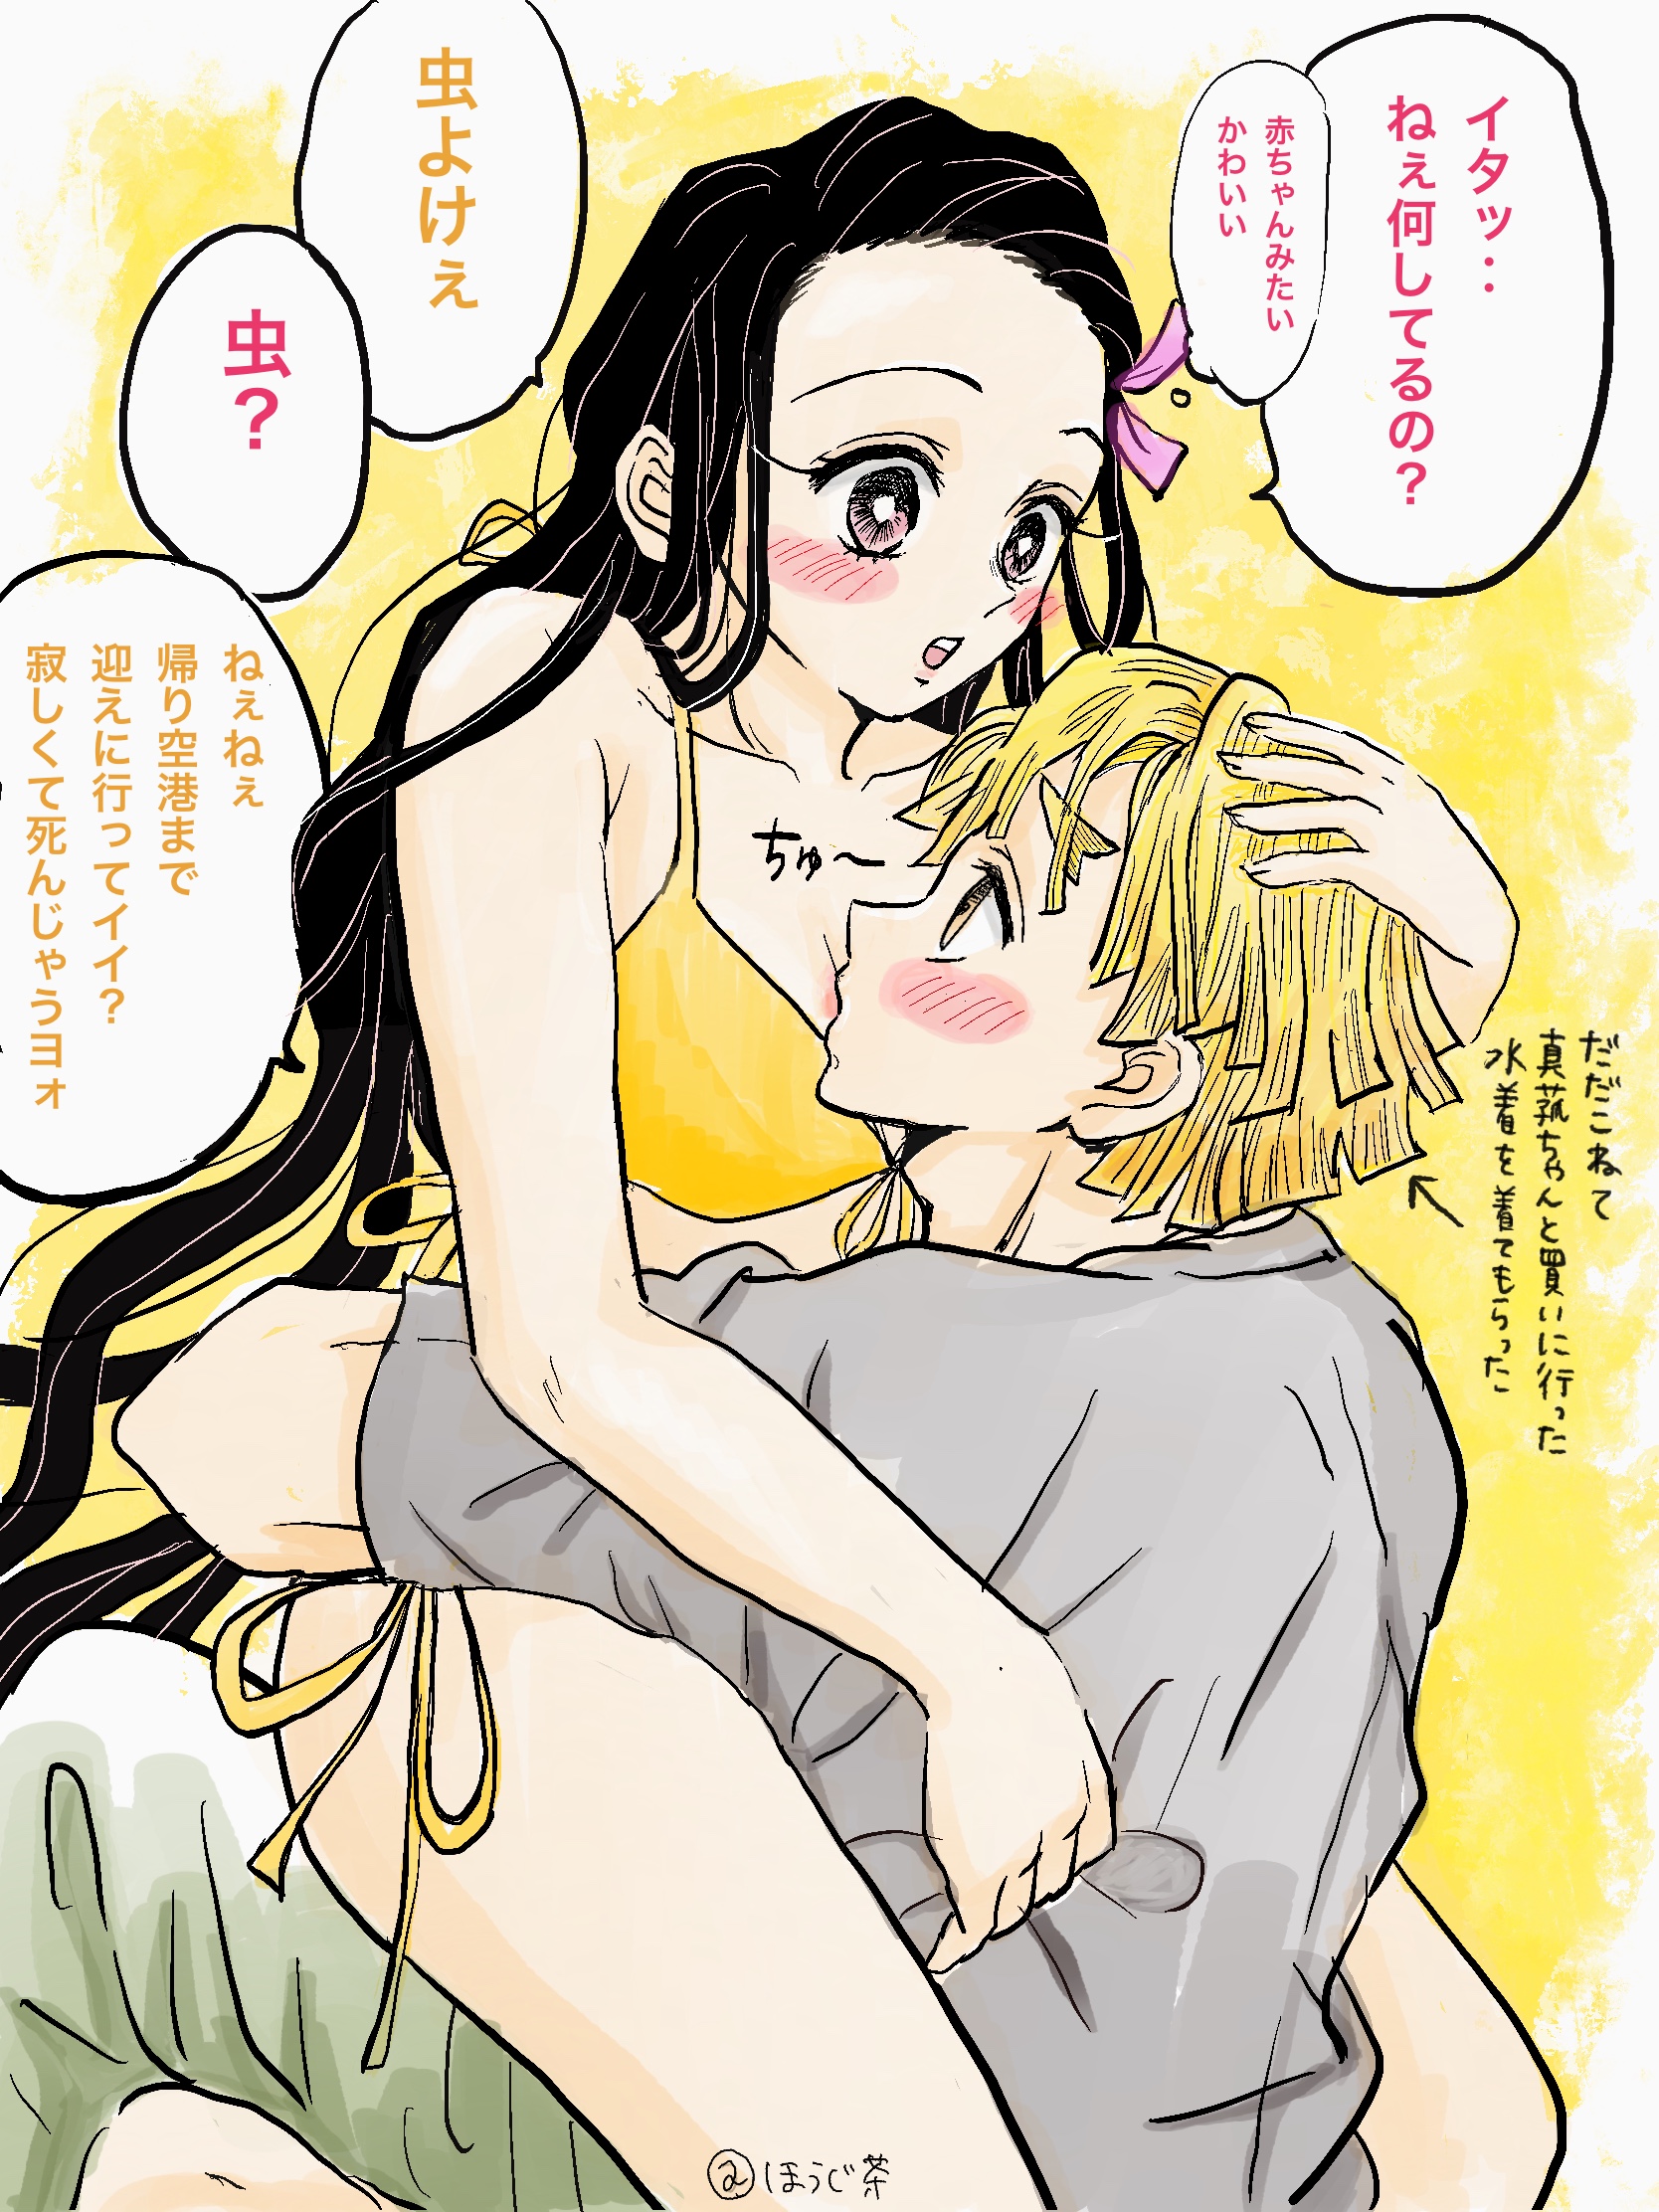 イタッ‥
ねぇ何してるの？
赤ちゃんみたい
かわいい
虫よけぇ
虫？
ねぇねぇ
帰り空港まで
迎えに行ってイイ？
寂しくて死んじゃうヨォ
ちゅ〜
だだこねて
真菰ちゃんと買いに行った
水着を着てもらった
@ほうじ茶